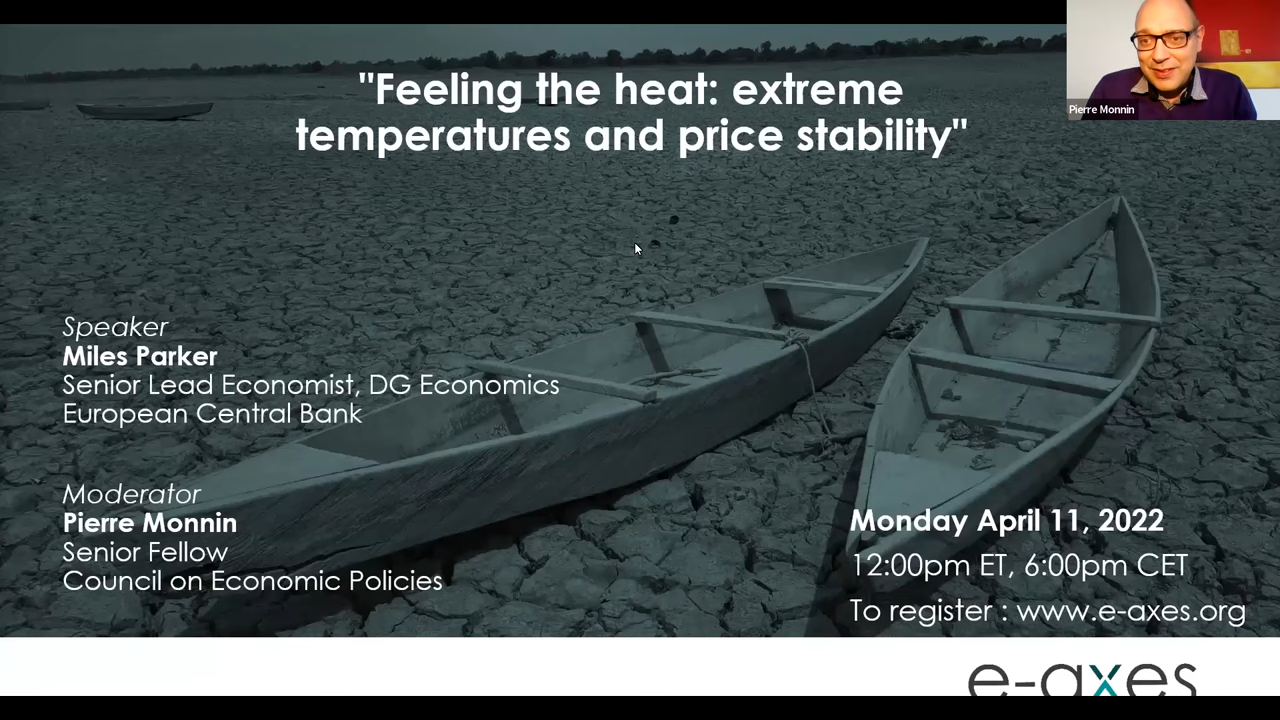 "Feeling the heat: extreme
temperatures and price stability"
Pierre Monnin
Speaker
Miles Parker
Senior Lead Economist, DG Economics
European Central Bank
Moderator
Pierre Monnin
Senior Fellow
Council on Economic Policies
Monday April 11, 2022
12:00pm ET, 6:00pm CET
To register : www.e-axes.org
e-axes